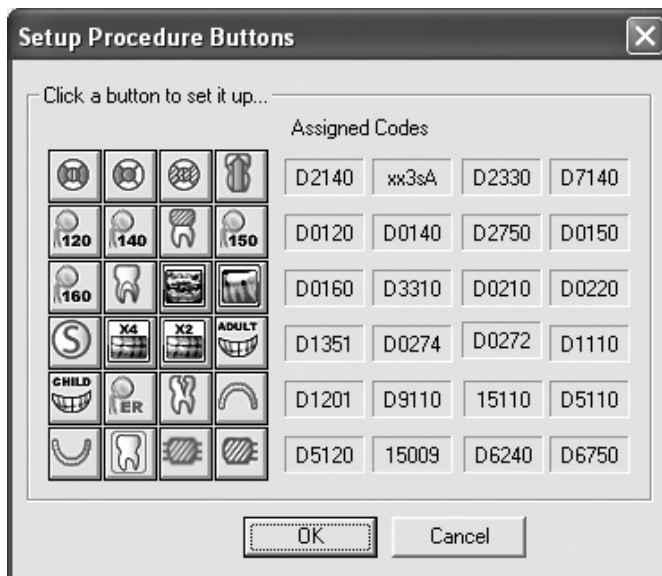 Setup Procedure Buttons
Click a button to set it up...
Assigned Codes
D2140 xx3sA D2330 D7140
120 140 150 D0120 D0140 D2750 D0150
160 D0160 D3310 D0210 D0220
S X4 X2 ADULT D1351 D0274 D0272 D1110
CHILD ER D1201 D9110 15110 D5110
D5120 15009 D6240 D6750
OK Cancel